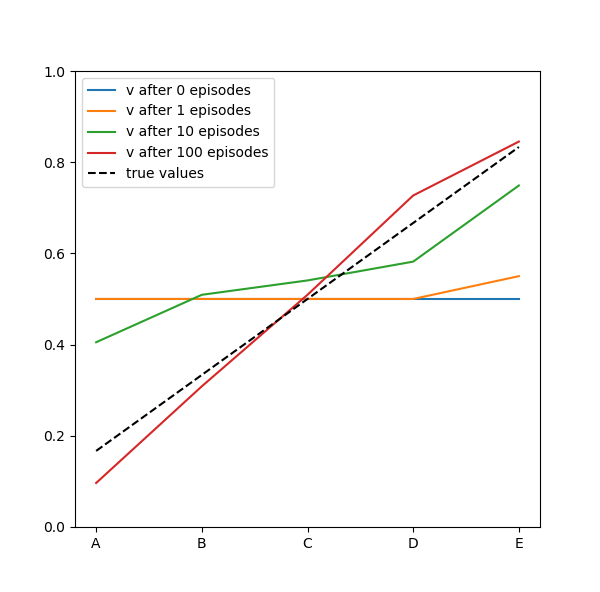 1.0
v after 0 episodes
v after 1 episodes
v after 10 episodes
v after 100 episodes
true values
0.8
0.6
0.4
0.2
0.0
A B C D E